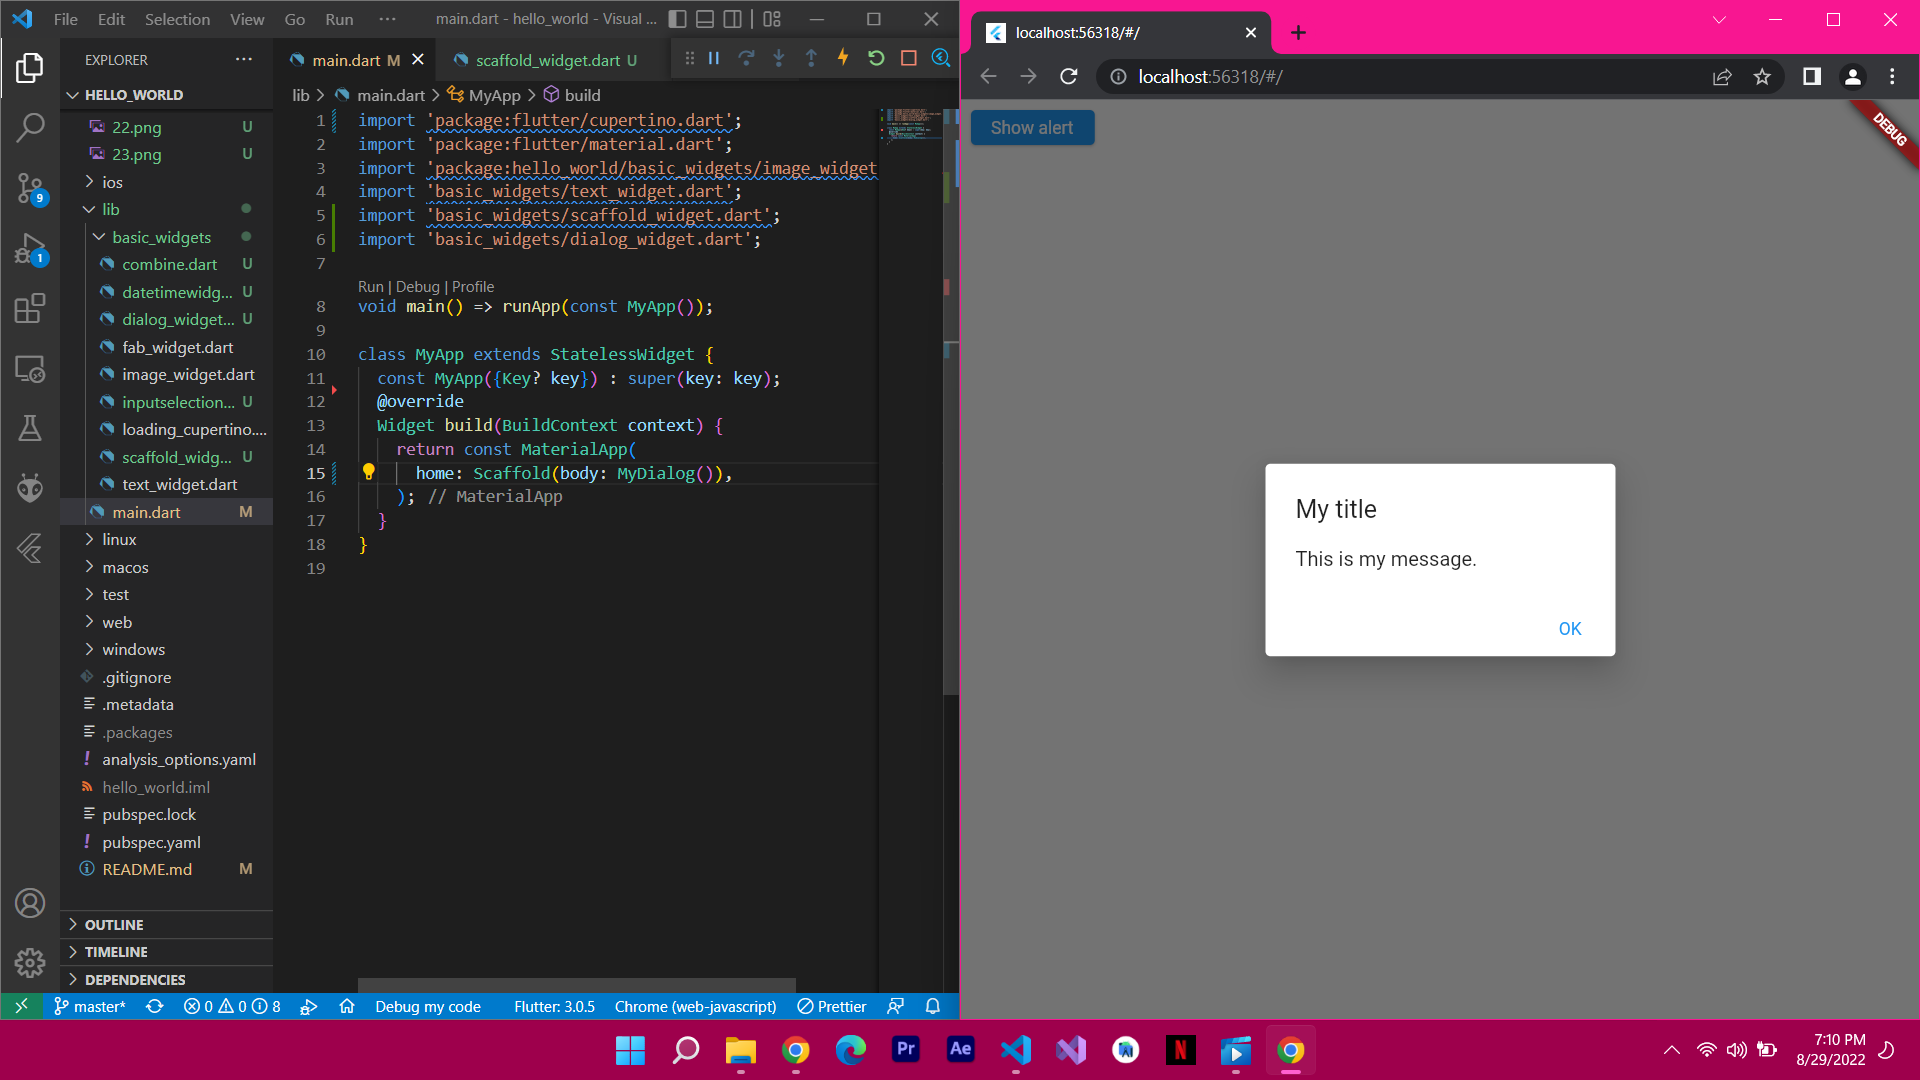 File Edit Selection View Go Run ··· main.dart - hello_world - Visual ...
EXPLORER ···
HELLO_WORLD
22.png U
23.png U
ios
lib
basic_widgets
combine.dart U
datetimewidg... U
dialog_widget... U
fab_widget.dart
image_widget.dart
inputselection... U
loading_cupertino....
scaffold_widg... U
text_widget.dart
main.dart M
linux
macos
test
web
windows
.gitignore
.metadata
.packages
analysis_options.yaml
hello_world.iml
pubspec.lock
pubspec.yaml
README.md M
OUTLINE
TIMELINE
DEPENDENCIES
9
1
main.dart M
scaffold_widget.dart U
lib > main.dart > MyApp > build
1 import 'package:flutter/cupertino.dart';
2 import 'package:flutter/material.dart';
3 import 'package:hello_world/basic_widgets/image_widget
4 import 'basic_widgets/text_widget.dart';
5 import 'basic_widgets/scaffold_widget.dart';
6 import 'basic_widgets/dialog_widget.dart';
7
Run | Debug | Profile
8 void main() => runApp(const MyApp());
9
10 class MyApp extends StatelessWidget {
11 const MyApp({Key? key}) : super(key: key);
12 @override
13 Widget build(BuildContext context) {
14 return const MaterialApp(
15 home: Scaffold(body: MyDialog()),
16 ); // MaterialApp
17 }
18 }
19
master* 0 0 8 Debug my code Flutter: 3.0.5 Chrome (web-javascript) Prettier
localhost:56318/#/
localhost:56318/#/
Show alert
DEBUG
My title
This is my message.
OK
Pr
Ae
N
7:10 PM
8/29/2022